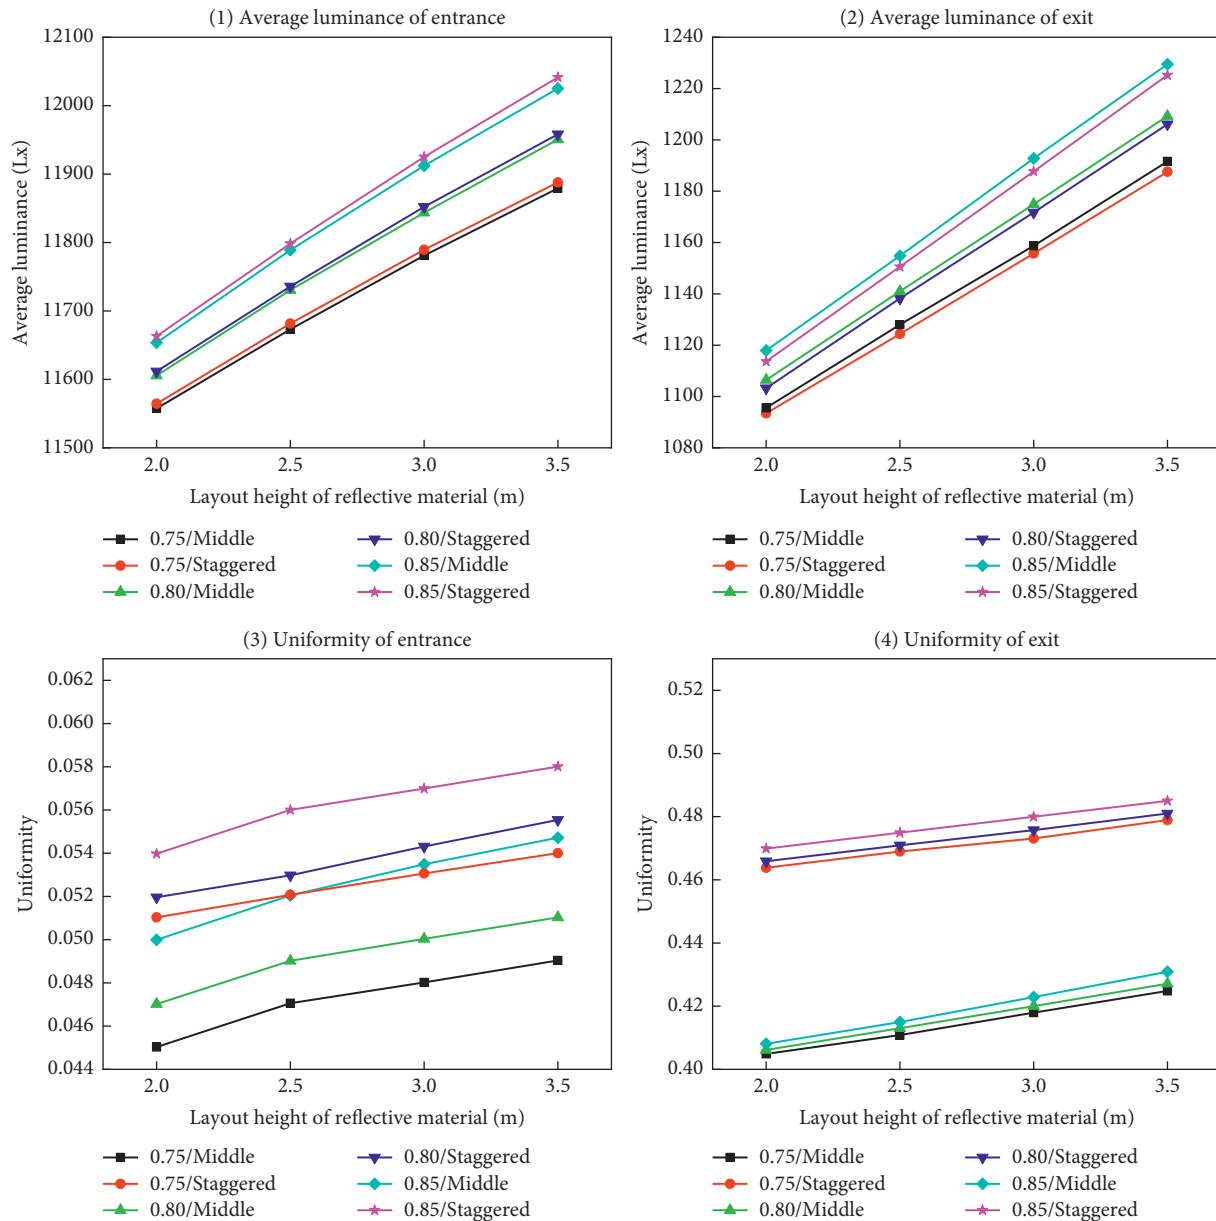 (1) Average luminance of entrance
12100
12000
11900
11800
11700
11600
11500
Average luminance (Lx)
2.0 2.5 3.0 3.5
Layout height of reflective material (m)
0.75/Middle 0.80/Staggered
0.75/Staggered 0.85/Middle
0.80/Middle 0.85/Staggered
(2) Average luminance of exit
1240
1220
1200
1180
1160
1140
1120
1100
1080
Average luminance (Lx)
2.0 2.5 3.0 3.5
Layout height of reflective material (m)
0.75/Middle 0.80/Staggered
0.75/Staggered 0.85/Middle
0.80/Middle 0.85/Staggered
(3) Uniformity of entrance
0.062
0.060
0.058
0.056
0.054
0.052
0.050
0.048
0.046
0.044
Uniformity
2.0 2.5 3.0 3.5
Layout height of reflective material (m)
0.75/Middle 0.80/Staggered
0.75/Staggered 0.85/Middle
0.80/Middle 0.85/Staggered
(4) Uniformity of exit
0.52
0.50
0.48
0.46
0.44
0.42
0.40
Uniformity
2.0 2.5 3.0 3.5
Layout height of reflective material (m)
0.75/Middle 0.80/Staggered
0.75/Staggered 0.85/Middle
0.80/Middle 0.85/Staggered